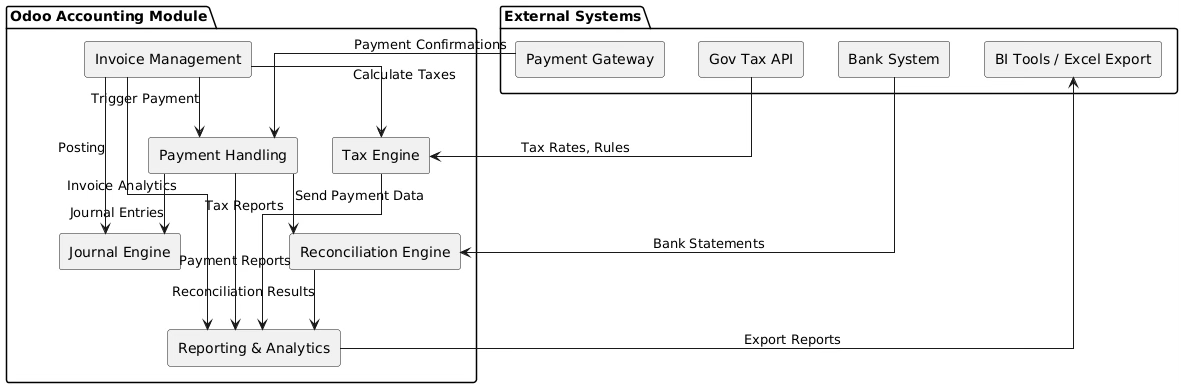 Odoo Accounting Module
External Systems
Payment Confirmations
Invoice Management
Payment Gateway
Gov Tax API
Bank System
BI Tools / Excel Export
Calculate Taxes
Trigger Payment
Posting
Payment Handling
Tax Engine
Tax Rates, Rules
Invoice Analytics
Send Payment Data
Tax Reports
Journal Entries
Bank Statements
Journal Engine
Reconciliation Engine
Payment Reports
Reconciliation Results
Export Reports
Reporting & Analytics